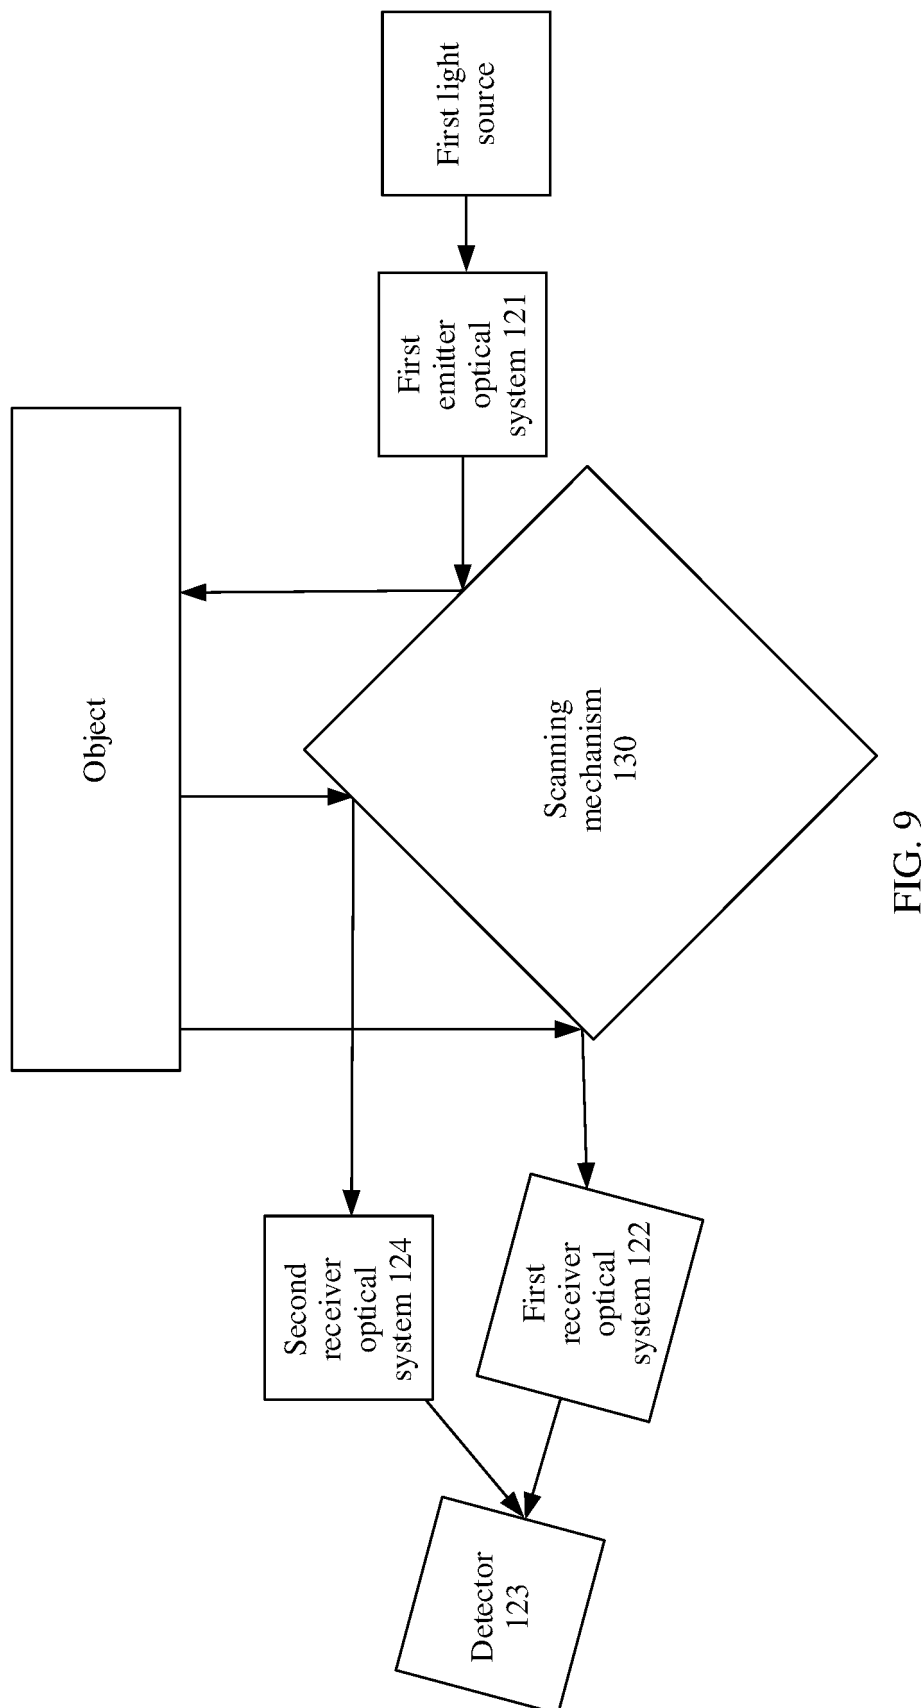 Object
First light
source
First
emitter
optical
system 121
Scanning
mechanism
130
Second
receiver
optical
system 124
First
receiver
optical
system 122
Detector
123
FIG. 9